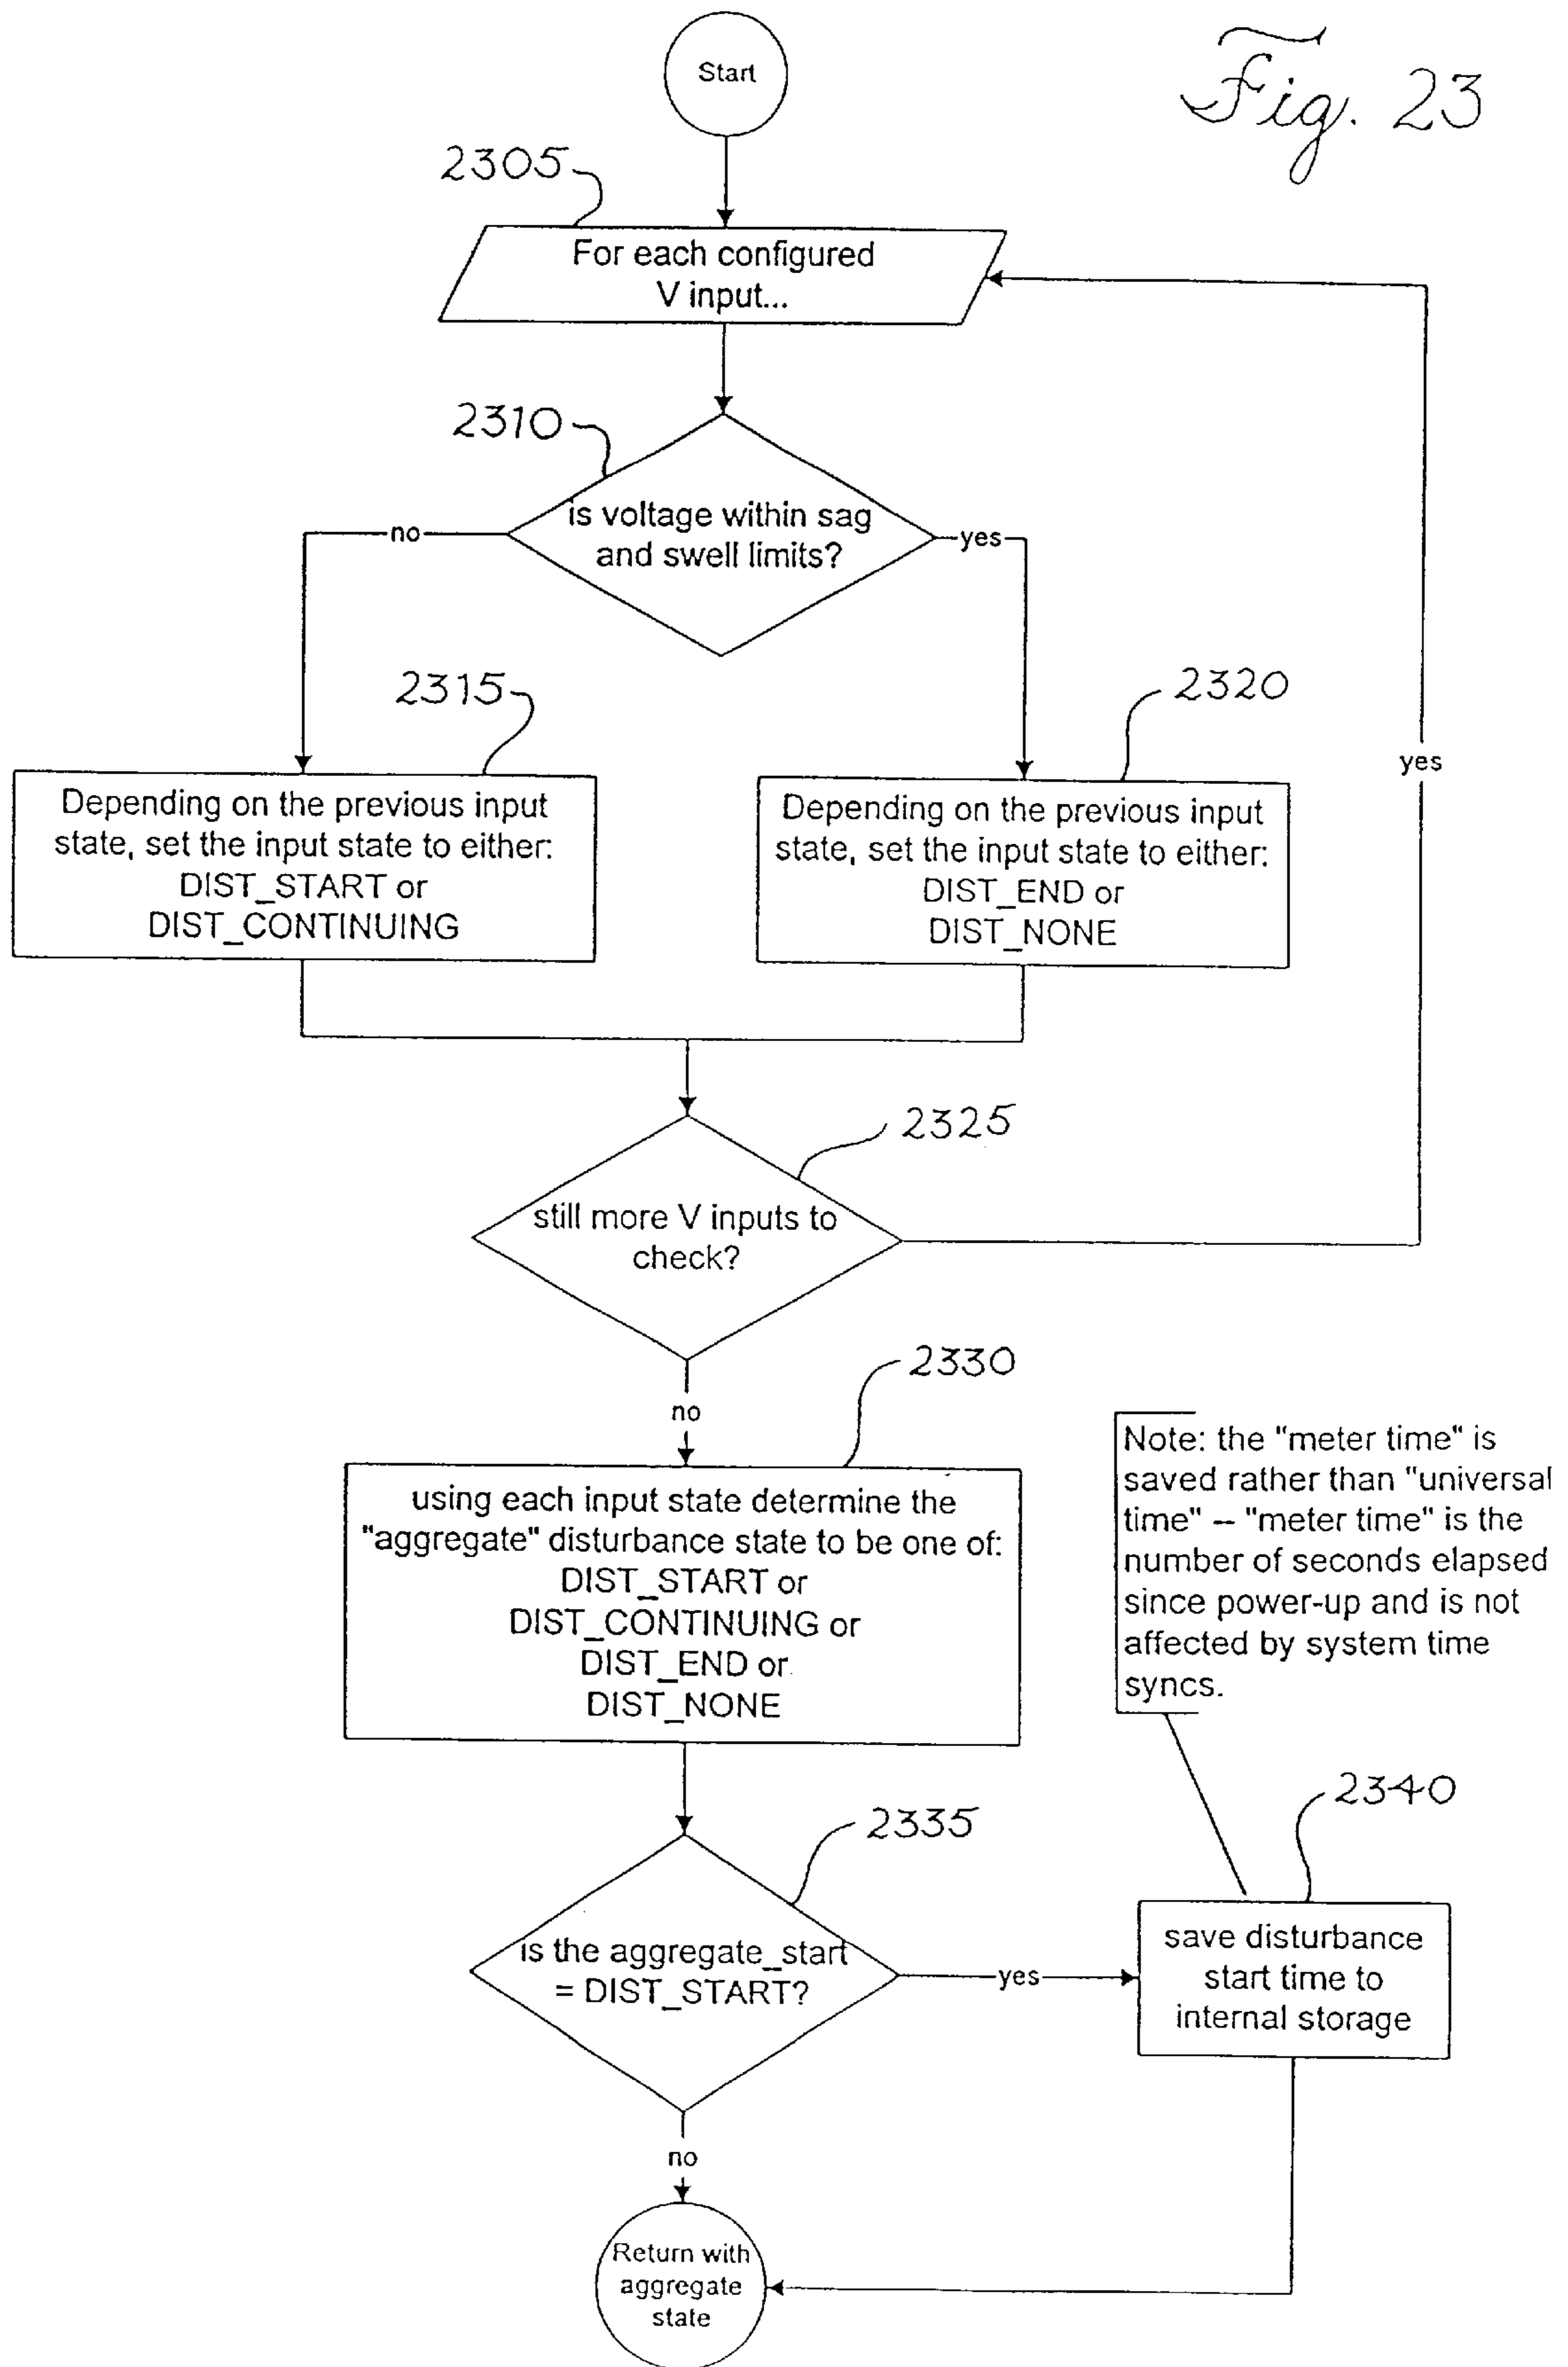 Fig. 23
Start
2305
For each configured
V input...
2310
is voltage within sag
and swell limits?
no
yes
2315
2320
Depending on the previous input
state, set the input state to either:
DIST_START or
DIST_CONTINUING
Depending on the previous input
state, set the input state to either:
DIST_END or
DIST_NONE
yes
2325
still more V inputs to
check?
no
2330
using each input state determine the
"aggregate" disturbance state to be one of:
DIST_START or
DIST_CONTINUING or
DIST_END or
DIST_NONE
Note: the "meter time" is
saved rather than "universal
time" – "meter time" is the
number of seconds elapsed
since power-up and is not
affected by system time
syncs.
2335
2340
is the aggregate_start
= DIST_START?
yes
save disturbance
start time to
internal storage
no
Return with
aggregate
state